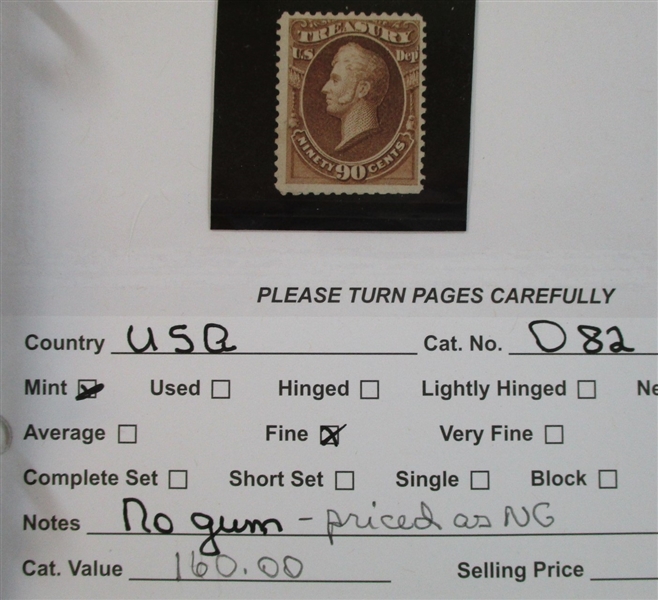 TREASURY
U.S. Dep
NINETY 90 CENTS
PLEASE TURN PAGES CAREFULLY
Country USA Cat. No. O82
Mint Used Hinged Lightly Hinged Ne
Average Fine Very Fine
Complete Set Short Set Single Block
Notes No gum - priced as NG
Cat. Value 160.00 Selling Price